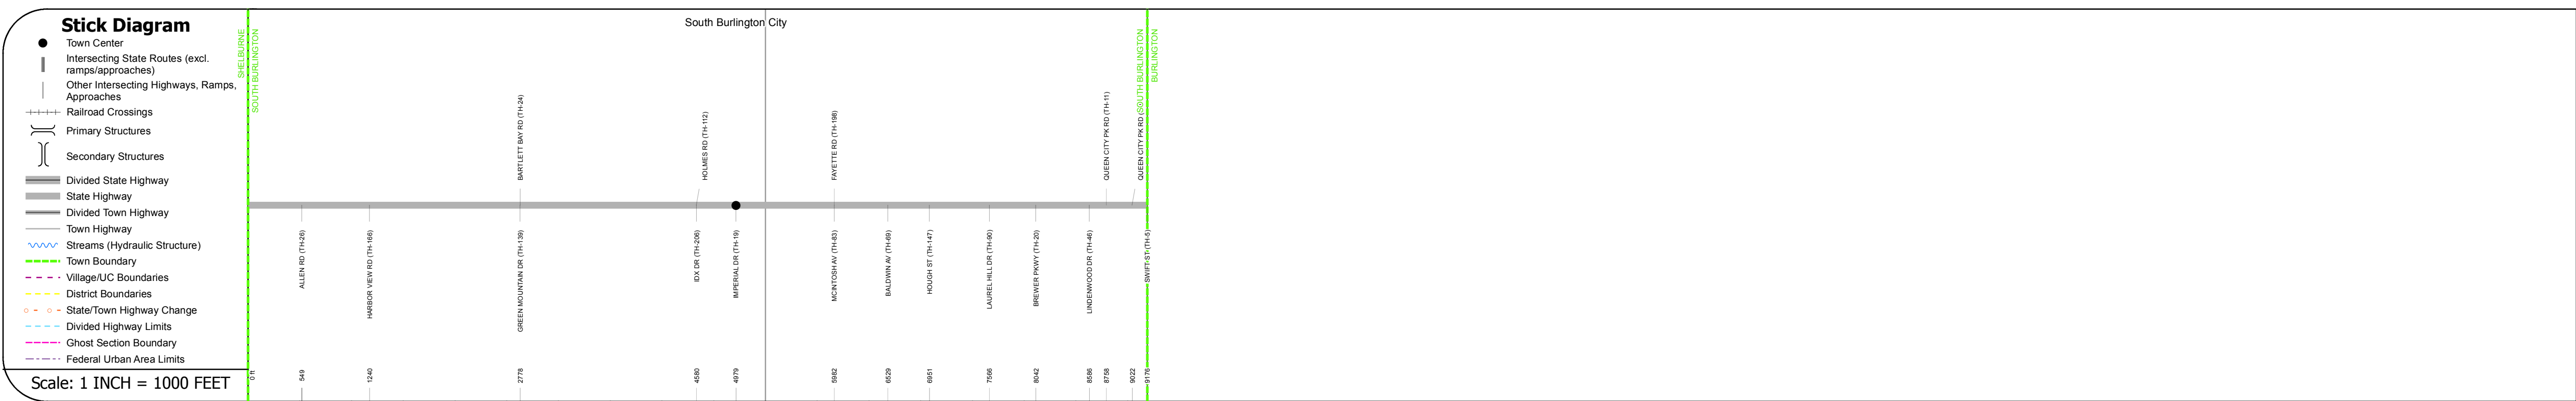 Stick Diagram
Town Center
Intersecting State Routes (excl.
ramps/approaches)
Other Intersecting Highways, Ramps,
Approaches
Railroad Crossings
Primary Structures
Secondary Structures
Divided State Highway
State Highway
Divided Town Highway
Town Highway
Streams (Hydraulic Structure)
Town Boundary
Village/UC Boundaries
District Boundaries
State/Town Highway Change
Divided Highway Limits
Ghost Section Boundary
Federal Urban Area Limits
Scale: 1 INCH = 1000 FEET
South Burlington City
SHELBURNE
SOUTH BURLINGTON
SOUTH BURLINGTON
BURLINGTON
BARTLETT BAY RD (TH-24)
HOLMES RD (TH-112)
FAYETTE RD (TH-198)
QUEEN CITY PK RD (TH-11)
QUEEN CITY PK RD (
ALLEN RD (TH-26)
HARBOR VIEW RD (TH-166)
GREEN MOUNTAIN DR (TH-139)
IDX DR (TH-206)
IMPERIAL DR (TH-19)
MCINTOSH AV (TH-83)
BALDWIN AV (TH-69)
HOUGH ST (TH-147)
LAUREL HILL DR (TH-90)
BREWER PKWY (TH-20)
LINDENWOOD DR (TH-46)
SWIFT ST (TH-5)
0 ft
549
1240
2778
4580
4979
5982
6529
6951
7566
8042
8586
8758
9022
9176